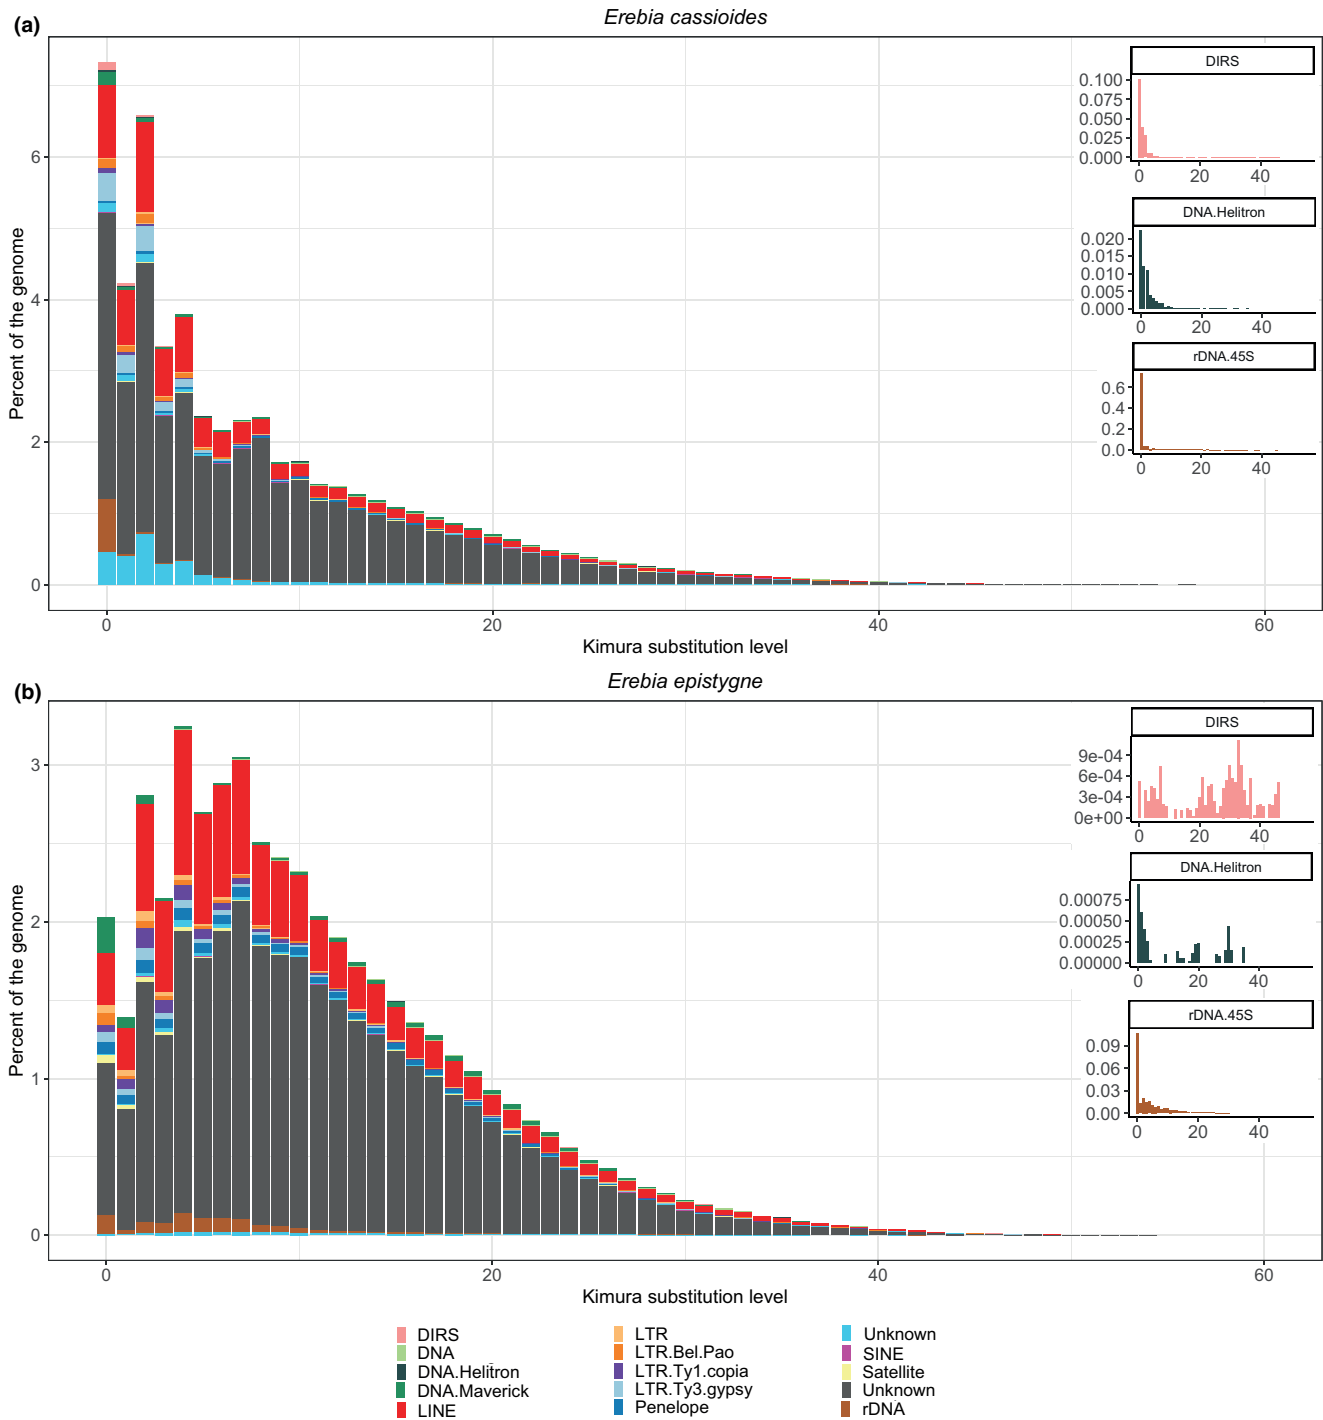 (a)
Erebia cassioides
Percent of the genome
6
4
2
0
0 20 40 60
Kimura substitution level
DIRS
0.100
0.075
0.050
0.025
0.000
0 20 40
DNA.Helitron
0.020
0.015
0.010
0.005
0.000
0 20 40
rDNA.45S
0.6
0.4
0.2
0.0
0 20 40
(b)
Erebia epistygne
Percent of the genome
3
2
1
0
0 20 40 60
Kimura substitution level
DIRS
9e-04
6e-04
3e-04
0e+00
0 20 40
DNA.Helitron
0.00075
0.00050
0.00025
0.00000
0 20 40
rDNA.45S
0.09
0.06
0.03
0.00
0 20 40
DIRS
DNA
DNA.Helitron
DNA.Maverick
LINE
LTR
LTR.Bel.Pao
LTR.Ty1.copia
LTR.Ty3.gypsy
Penelope
Unknown
SINE
Satellite
Unknown
rDNA